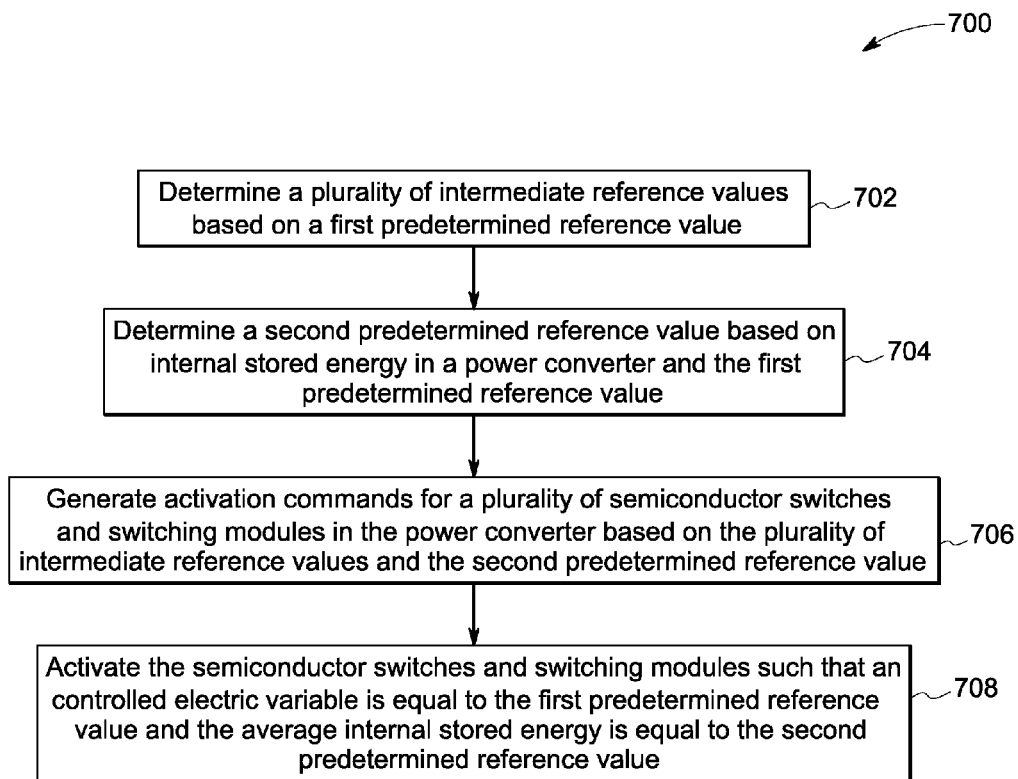 700
Determine a plurality of intermediate reference values
based on a first predetermined reference value
702
Determine a second predetermined reference value based on
internal stored energy in a power converter and the first
predetermined reference value
704
Generate activation commands for a plurality of semiconductor switches
and switching modules in the power converter based on the plurality of
intermediate reference values and the second predetermined reference value
706
Activate the semiconductor switches and switching modules such that an
controlled electric variable is equal to the first predetermined reference
value and the average internal stored energy is equal to the second
predetermined reference value
708